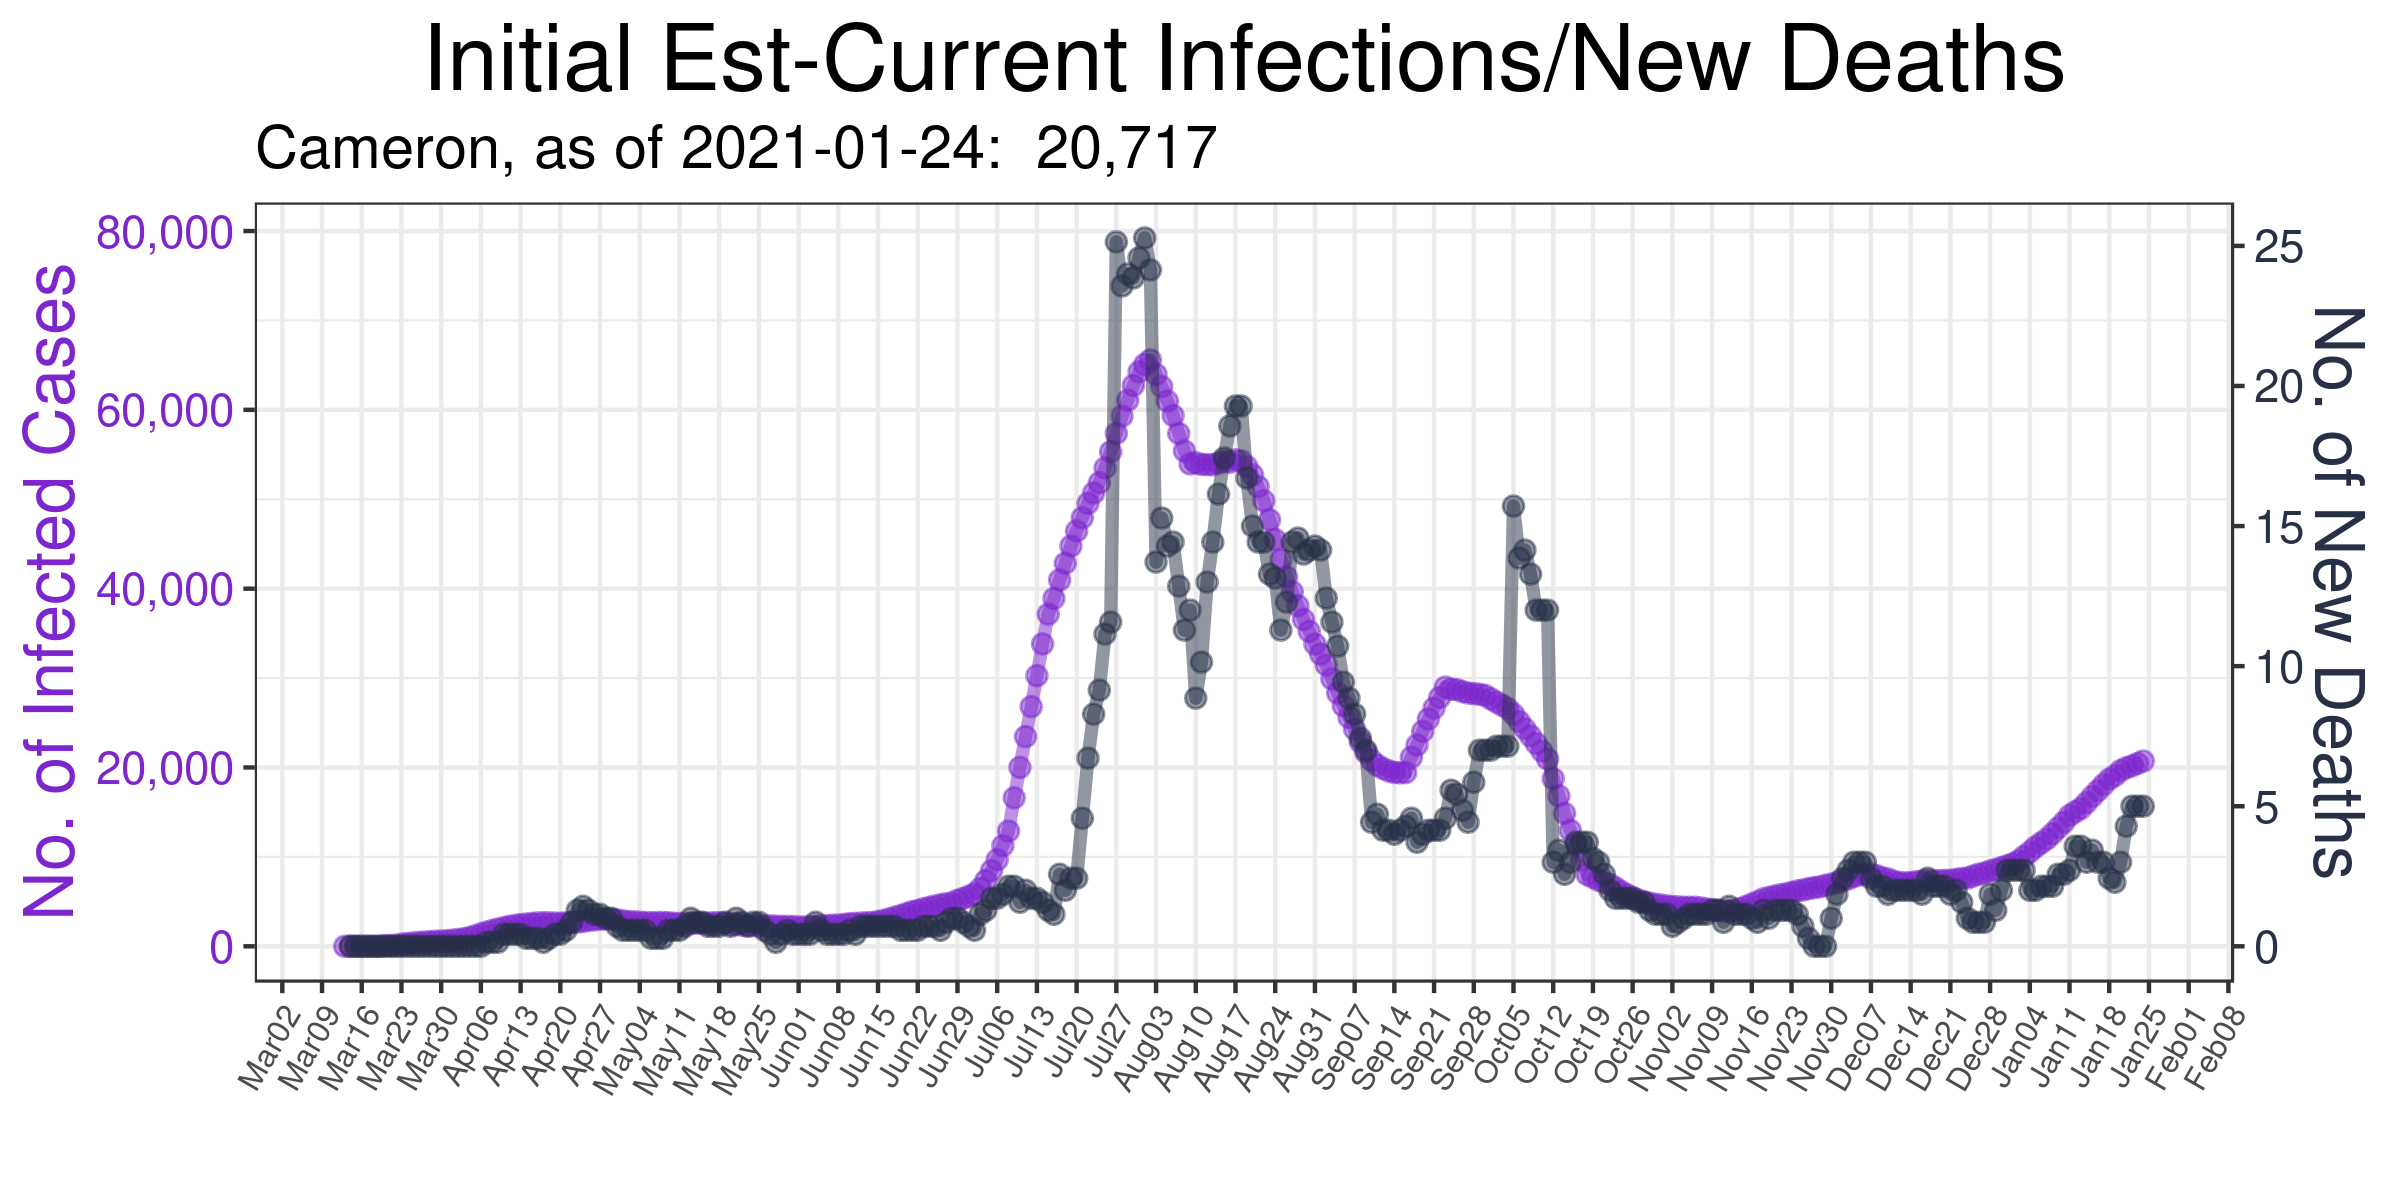 Initial Est-Current Infections/New Deaths
Cameron, as of 2021-01-24: 20,717
No. of Infected Cases
80,000
60,000
40,000
20,000
0
25
20
15
10
5
0
No. of New Deaths
Mar02
Mar09
Mar16
Mar23
Mar30
Apr06
Apr13
Apr20
Apr27
May04
May11
May18
May25
Jun01
Jun08
Jun15
Jun22
Jun29
Jul06
Jul13
Jul20
Jul27
Aug03
Aug10
Aug17
Aug24
Aug31
Sep07
Sep14
Sep21
Sep28
Oct05
Oct12
Oct19
Oct26
Nov02
Nov09
Nov16
Nov23
Nov30
Dec07
Dec14
Dec21
Dec28
Jan04
Jan11
Jan18
Jan25
Feb01
Feb08